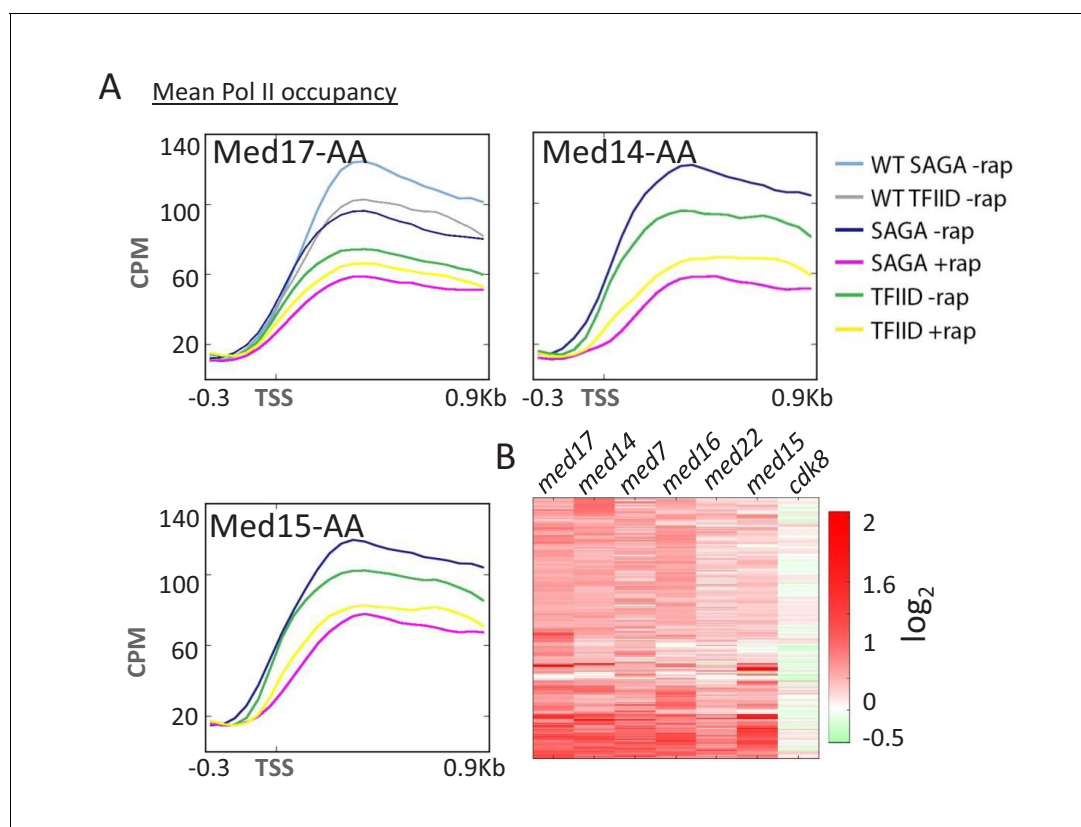 A Mean Pol II occupancy
Med17-AA
140
100
60
20
CPM
-0.3 TSS 0.9Kb
Med14-AA
-0.3 TSS 0.9Kb
WT SAGA -rap
WT TFIID -rap
SAGA -rap
SAGA +rap
TFIID -rap
TFIID +rap
Med15-AA
140
100
60
20
CPM
-0.3 TSS 0.9Kb
B
med17 med14 med7 med16 med22 med15 cdk8
2
1.6
1
0
-0.5
log₂